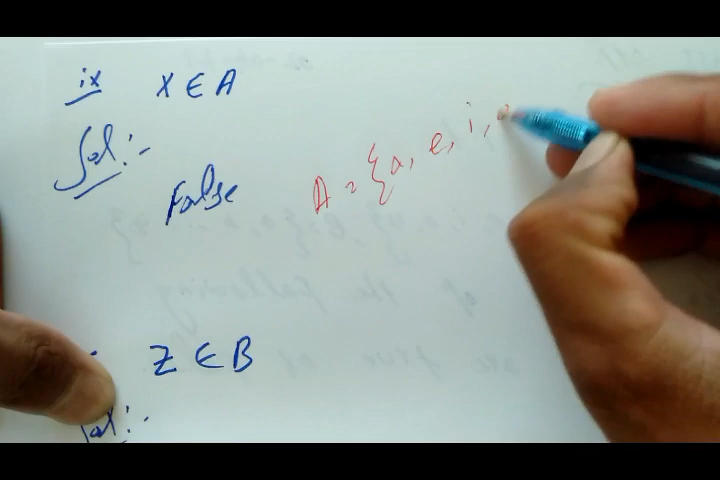 ix x ∈ A
Sol:-
False A = {a, e, i, o
Z ∈ B
Sol:-